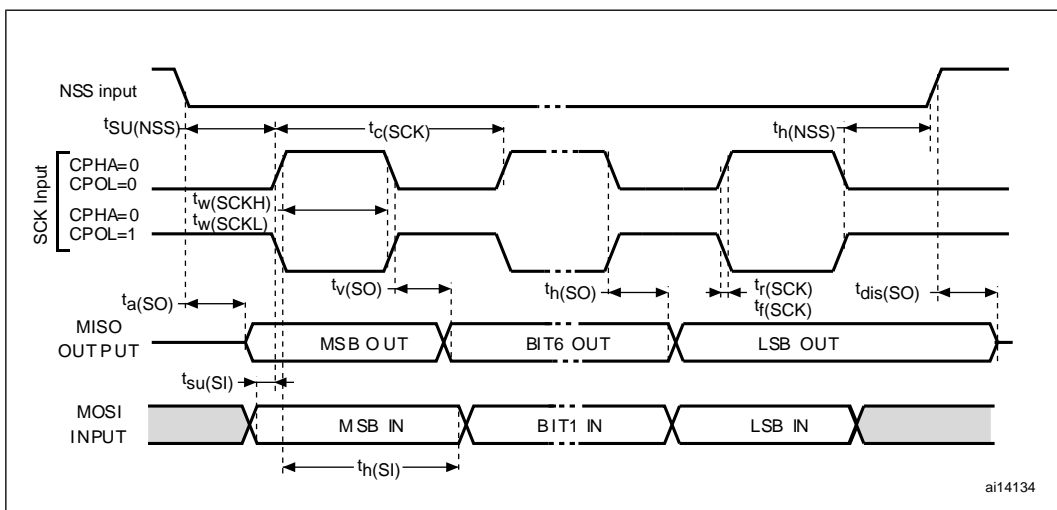 NSS input
tSU(NSS)
tc(SCK)
th(NSS)
SCK Input
CPHA=0
CPOL=0
tw(SCKH)
CPHA=0
tw(SCKL)
CPOL=1
ta(SO)
tv(SO)
th(SO)
tr(SCK)
tf(SCK)
tdis(SO)
MISO
OUTPUT
MSB OUT
BIT6 OUT
LSB OUT
tsu(SI)
MOSI
INPUT
MSB IN
BIT1 IN
LSB IN
th(SI)
ai14134